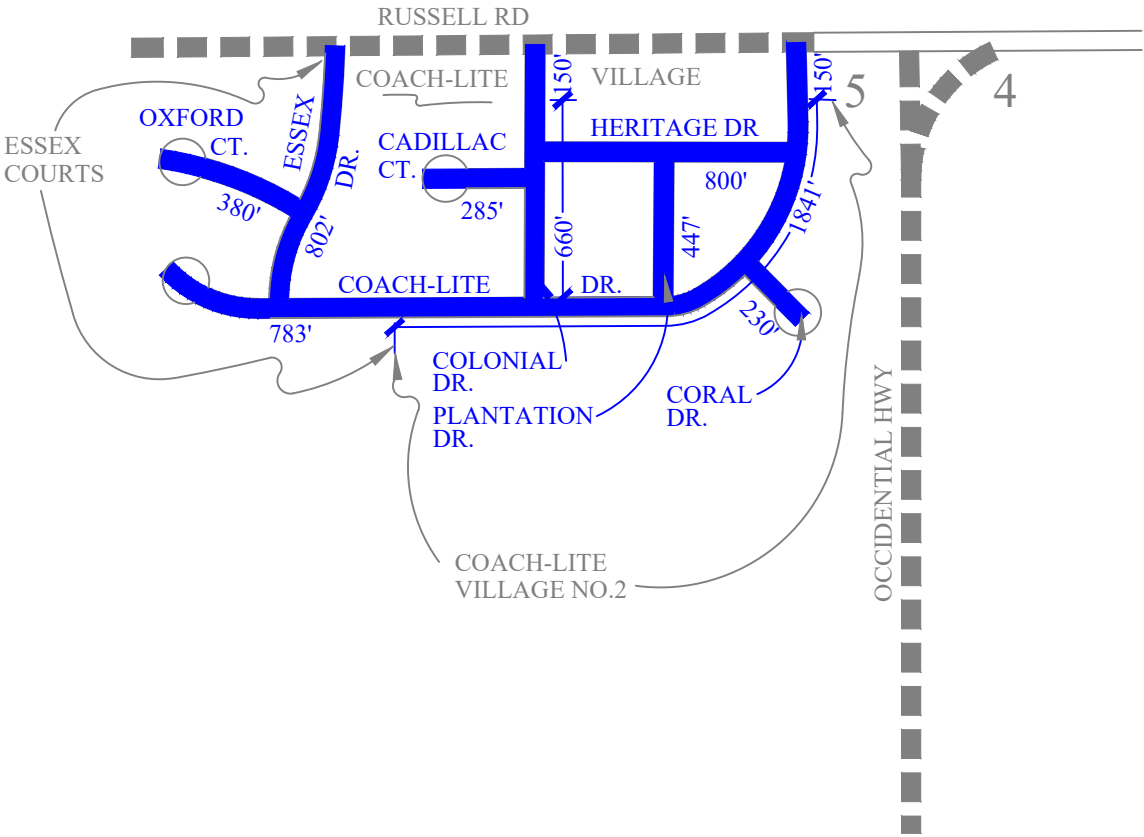 RUSSELL RD
COACH-LITE
VILLAGE
150'
150'
5
4
ESSEX
COURTS
OXFORD
CT.
ESSEX
DR.
CADILLAC
CT.
HERITAGE DR
380'
802'
285'
660'
800'
447'
1841'
COACH-LITE
DR.
783'
230'
COLONIAL
DR.
PLANTATION
DR.
CORAL
DR.
OCCIDENTIAL HWY
COACH-LITE
VILLAGE NO.2